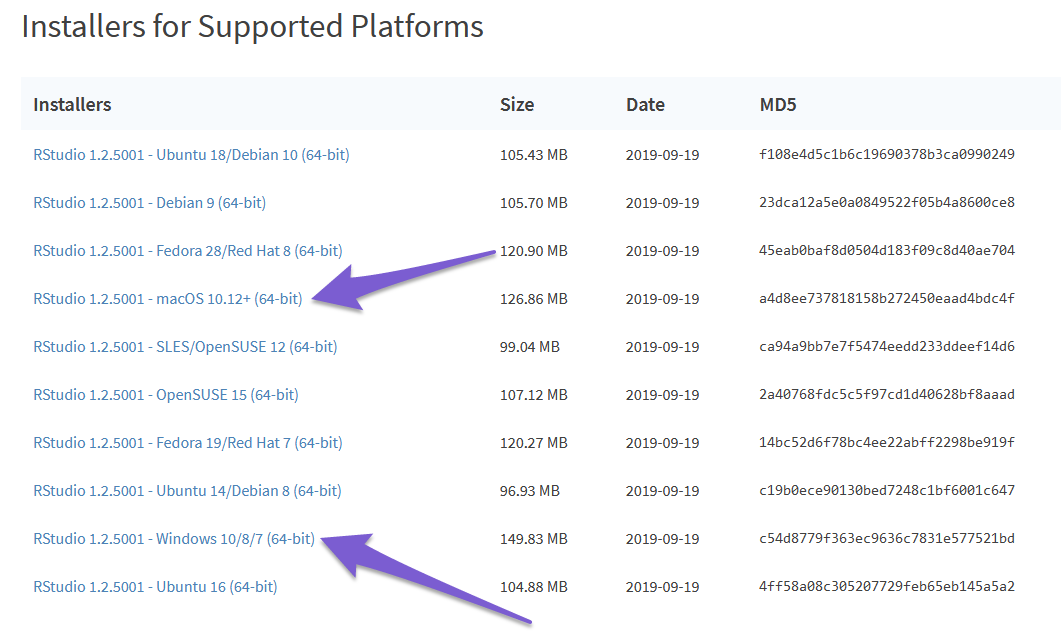 Installers for Supported Platforms
Installers Size Date MD5
RStudio 1.2.5001 - Ubuntu 18/Debian 10 (64-bit) 105.43 MB 2019-09-19 f108e4d5c1b6c19690378b3ca0990249
RStudio 1.2.5001 - Debian 9 (64-bit) 105.70 MB 2019-09-19 23dca12a5e0a0849522f05b4a8600ce8
RStudio 1.2.5001 - Fedora 28/Red Hat 8 (64-bit) 120.90 MB 2019-09-19 45eab0baf8d0504d183f09c8d40ae704
RStudio 1.2.5001 - macOS 10.12+ (64-bit) 126.86 MB 2019-09-19 a4d8ee737818158b272450eaad4bdc4f
RStudio 1.2.5001 - SLES/OpenSUSE 12 (64-bit) 99.04 MB 2019-09-19 ca94a9bb7e7f5474eedd233ddeef14d6
RStudio 1.2.5001 - OpenSUSE 15 (64-bit) 107.12 MB 2019-09-19 2a40768fdc5c5f97cd1d40628bf8aaad
RStudio 1.2.5001 - Fedora 19/Red Hat 7 (64-bit) 120.27 MB 2019-09-19 14bc52d6f78bc4ee22abff2298be919f
RStudio 1.2.5001 - Ubuntu 14/Debian 8 (64-bit) 96.93 MB 2019-09-19 c19b0ece90130bed7248c1bf6001c647
RStudio 1.2.5001 - Windows 10/8/7 (64-bit) 149.83 MB 2019-09-19 c54d8779f363ec9636c7831e577521bd
RStudio 1.2.5001 - Ubuntu 16 (64-bit) 104.88 MB 2019-09-19 4ff58a08c305207729feb65eb145a5a2